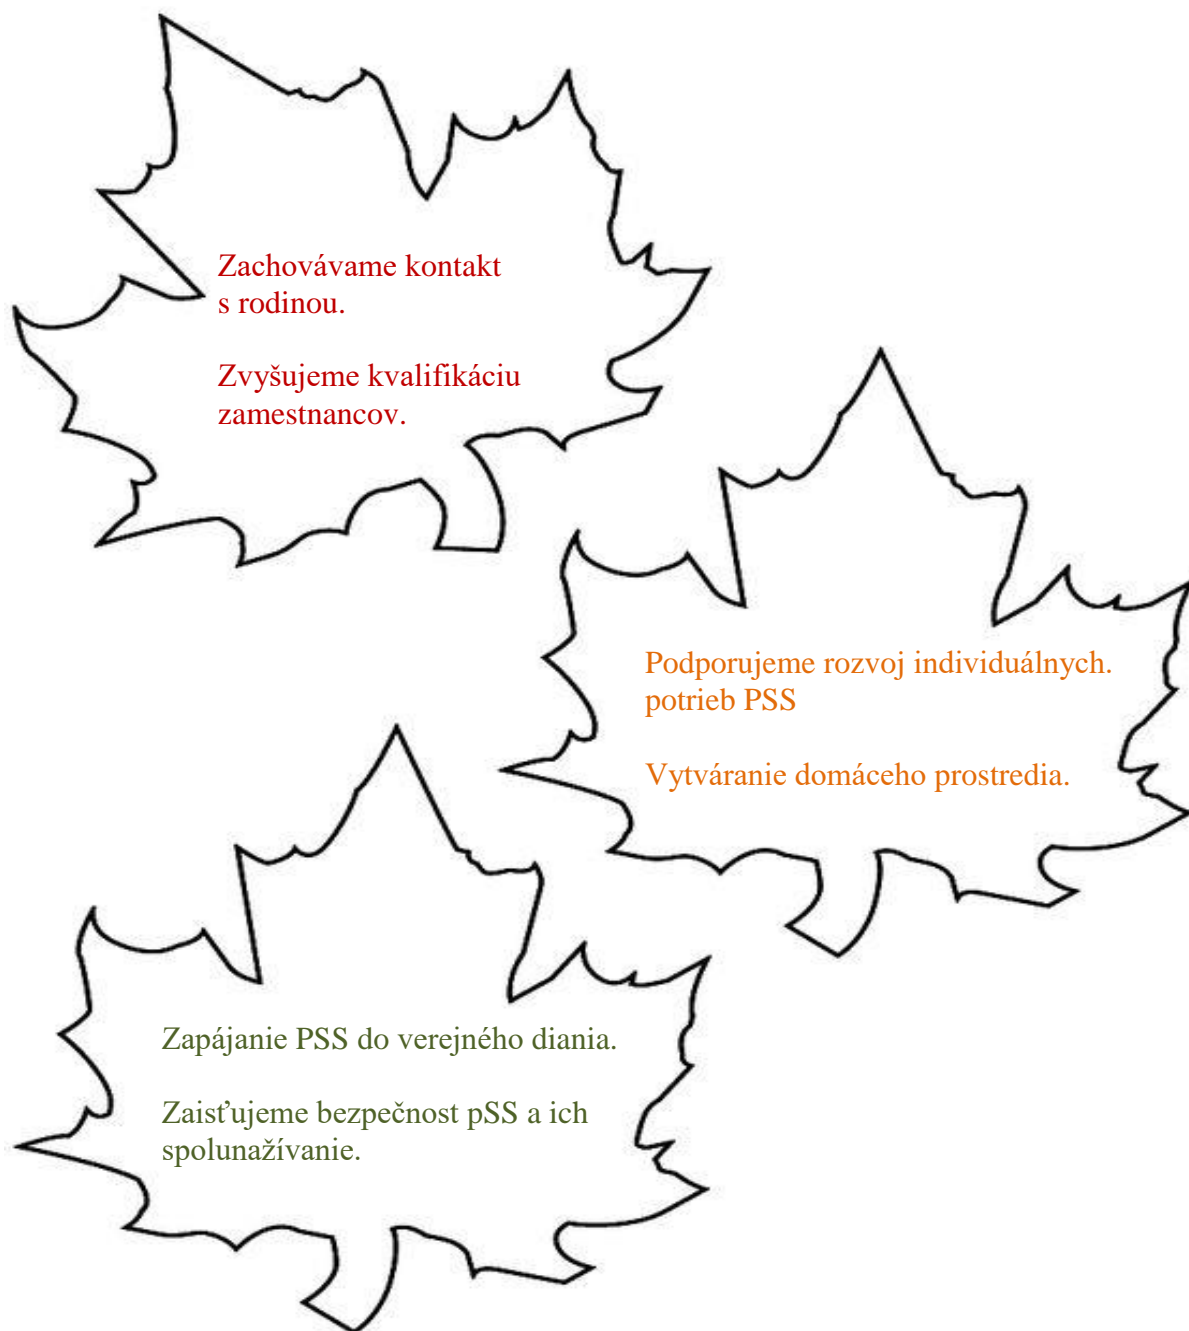 Zachovávame kontakt
s rodinou.
Zvyšujeme kvalifikáciu
zamestnancov.
Podporujeme rozvoj individuálnych.
potrieb PSS
Vytváranie domáceho prostredia.
Zapájanie PSS do verejného diania.
Zaisťujeme bezpečnost pSS a ich
spolunažívanie.